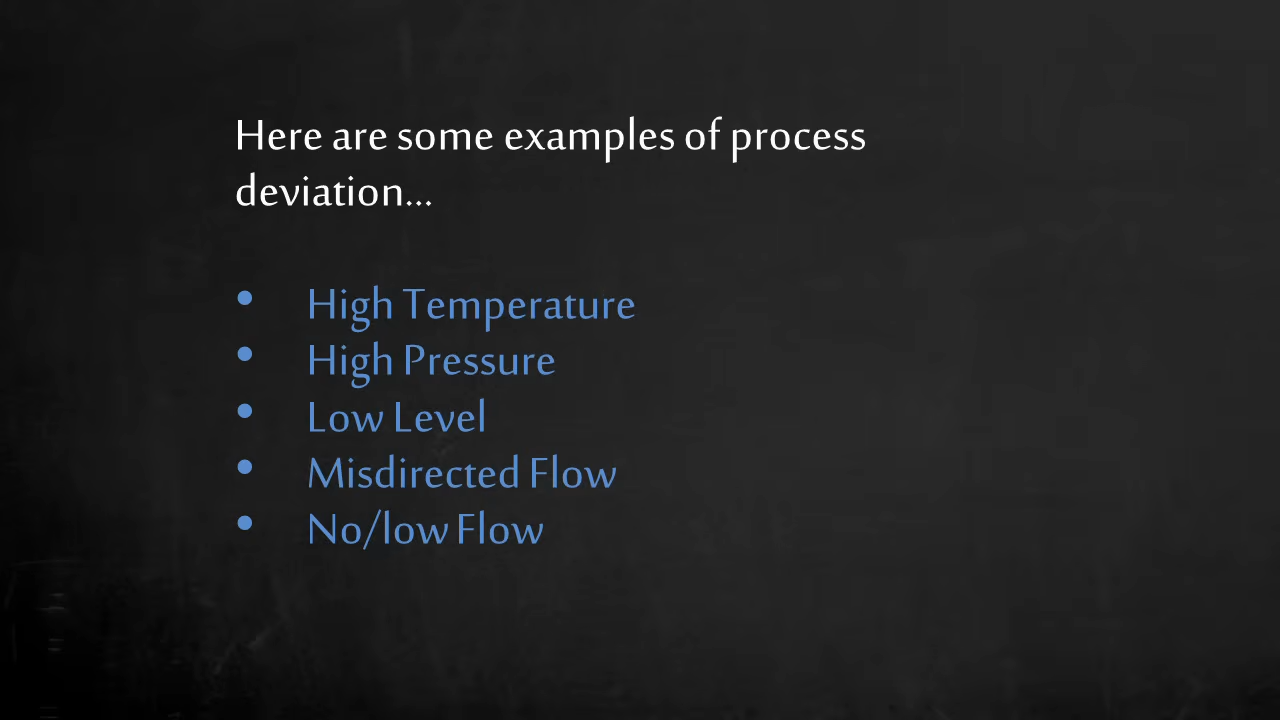 Here are some examples of process
deviation...
• High Temperature
• High Pressure
• Low Level
• Misdirected Flow
• No/low Flow